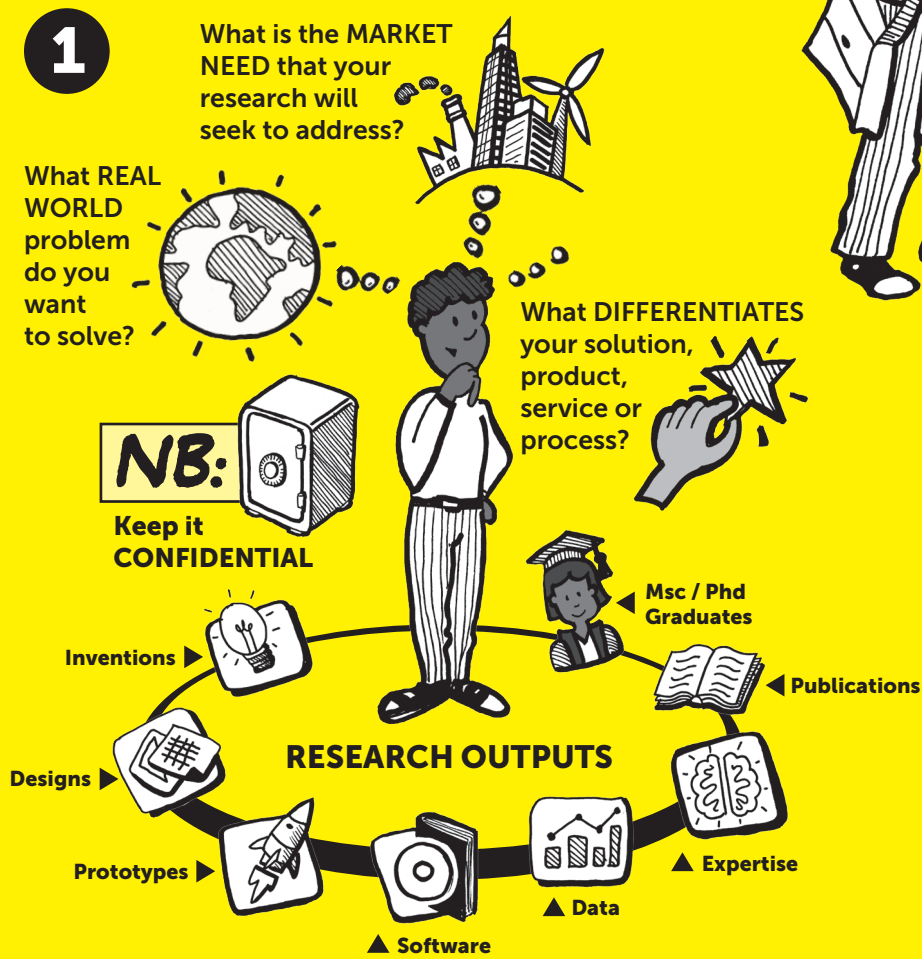 1
What is the MARKET
NEED that your
research will
seek to address?
What REAL
WORLD
problem
do you
want
to solve?
What DIFFERENTIATES
your solution,
product,
service or
process?
NB:
Keep it
CONFIDENTIAL
Msc / Phd
Graduates
Inventions
Publications
RESEARCH OUTPUTS
Designs
Prototypes
Expertise
Data
Software